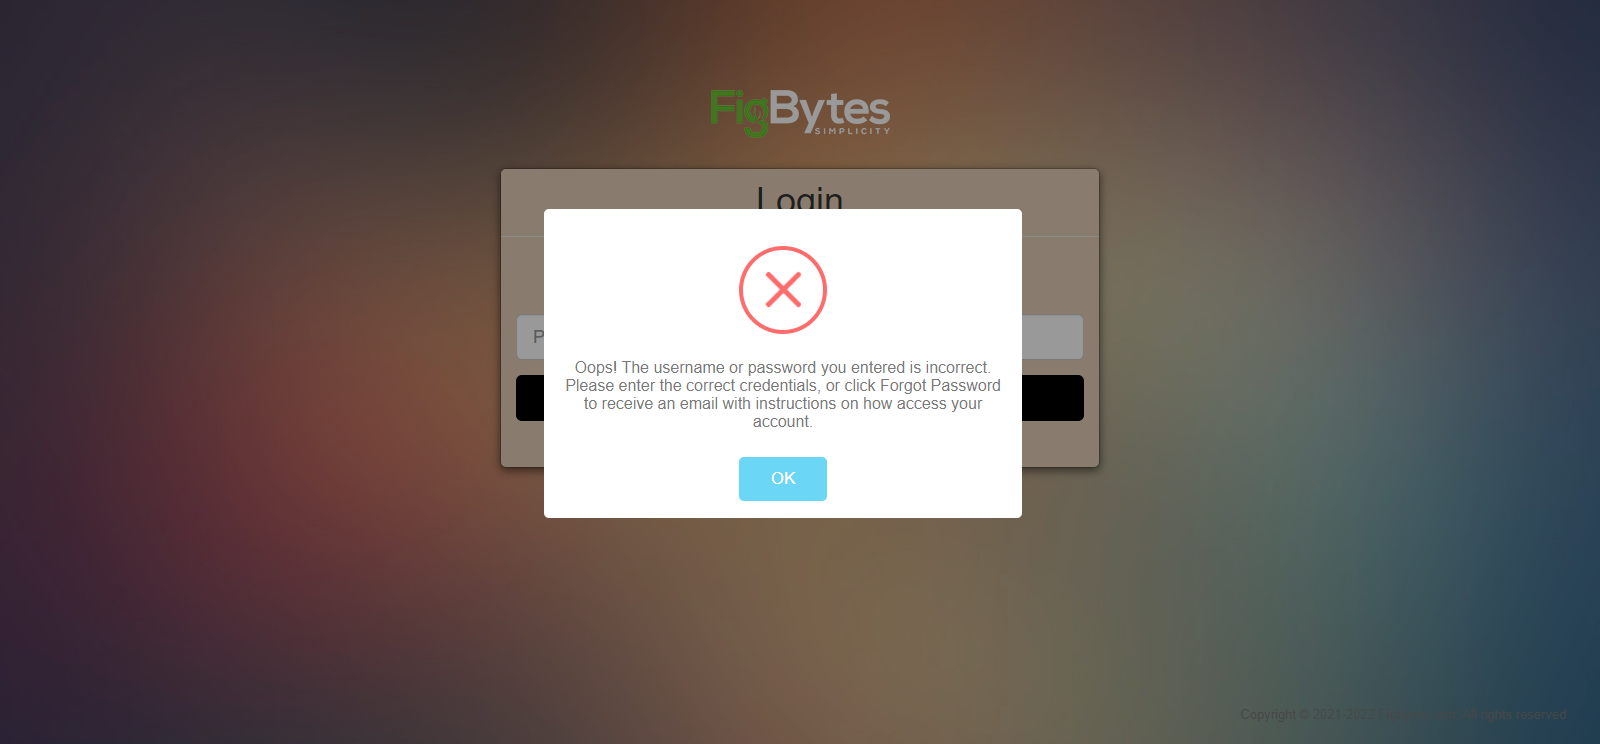 FigBytes
SIMPLICITY
Login
P
Oops! The username or password you entered is incorrect.
Please enter the correct credentials, or click Forgot Password
to receive an email with instructions on how access your
account.
OK
Copyright © 2021-2022 All rights reserved